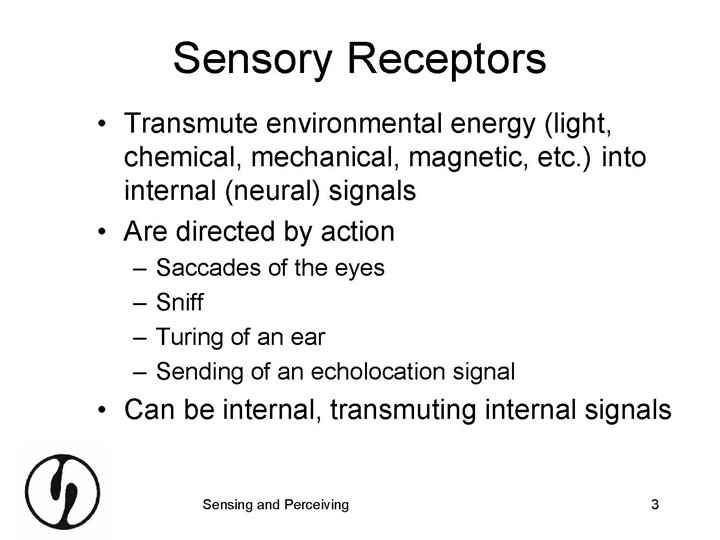 Sensory Receptors
• Transmute environmental energy (light,
chemical, mechanical, magnetic, etc.) into
internal (neural) signals
• Are directed by action
– Saccades of the eyes
– Sniff
– Turing of an ear
– Sending of an echolocation signal
• Can be internal, transmuting internal signals
Sensing and Perceiving
3